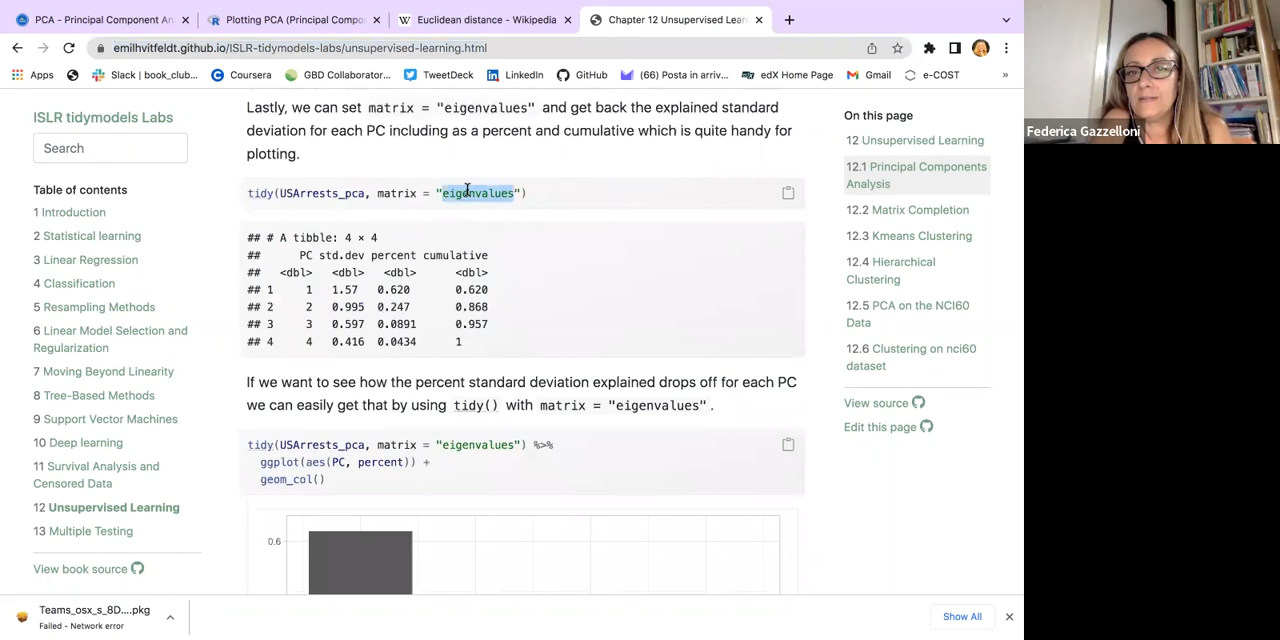 PCA - Principal Component An
Plotting PCA (Principal Compo
Euclidean distance - Wikipedia
Chapter 12 Unsupervised Lear
emilhvitfeldt.github.io/ISLR-tidymodels-labs/unsupervised-learning.html
Apps
Slack | book_club...
Coursera
GBD Collaborator...
TweetDeck
LinkedIn
GitHub
(66) Posta in arriv...
edX Home Page
Gmail
e-COST
»
ISLR tidymodels Labs
Search
Table of contents
1 Introduction
2 Statistical learning
3 Linear Regression
4 Classification
5 Resampling Methods
6 Linear Model Selection and
Regularization
7 Moving Beyond Linearity
8 Tree-Based Methods
9 Support Vector Machines
10 Deep learning
11 Survival Analysis and
Censored Data
12 Unsupervised Learning
13 Multiple Testing
View book source
Lastly, we can set matrix = "eigenvalues" and get back the explained standard
deviation for each PC including as a percent and cumulative which is quite handy for
plotting.
tidy(USArrests_pca, matrix = "eigenvalues")
## # A tibble: 4 × 4
##      PC std.dev percent cumulative
##   <dbl>   <dbl>   <dbl>      <dbl>
## 1     1   1.57   0.620       0.620
## 2     2   0.995  0.247       0.868
## 3     3   0.597  0.0891      0.957
## 4     4   0.416  0.0434      1
If we want to see how the percent standard deviation explained drops off for each PC
we can easily get that by using tidy() with matrix = "eigenvalues" .
tidy(USArrests_pca, matrix = "eigenvalues") %>%
  ggplot(aes(PC, percent)) +
  geom_col()
0.6
On this page
12 Unsupervised Learning
12.1 Principal Components
Analysis
12.2 Matrix Completion
12.3 Kmeans Clustering
12.4 Hierarchical
Clustering
12.5 PCA on the NCI60
Data
12.6 Clustering on nci60
dataset
View source
Edit this page
Federica Gazzelloni
Teams_osx_s_8D....pkg
Failed - Network error
Show All